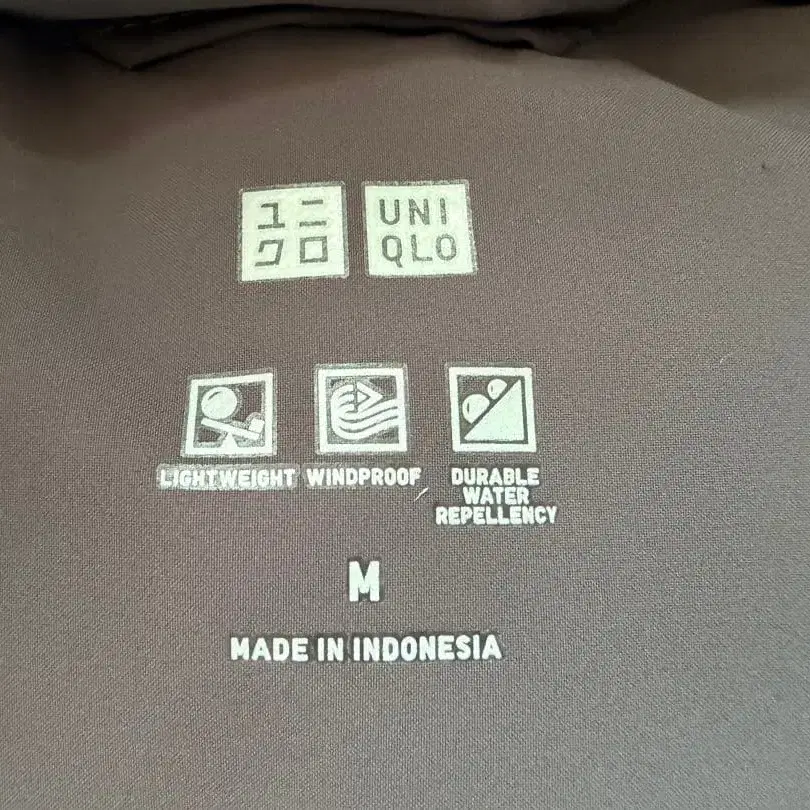 ユニ
クロ
UNI
QLO
LIGHTWEIGHT
WINDPROOF
DURABLE
WATER
REPELLENCY
M
MADE IN INDONESIA